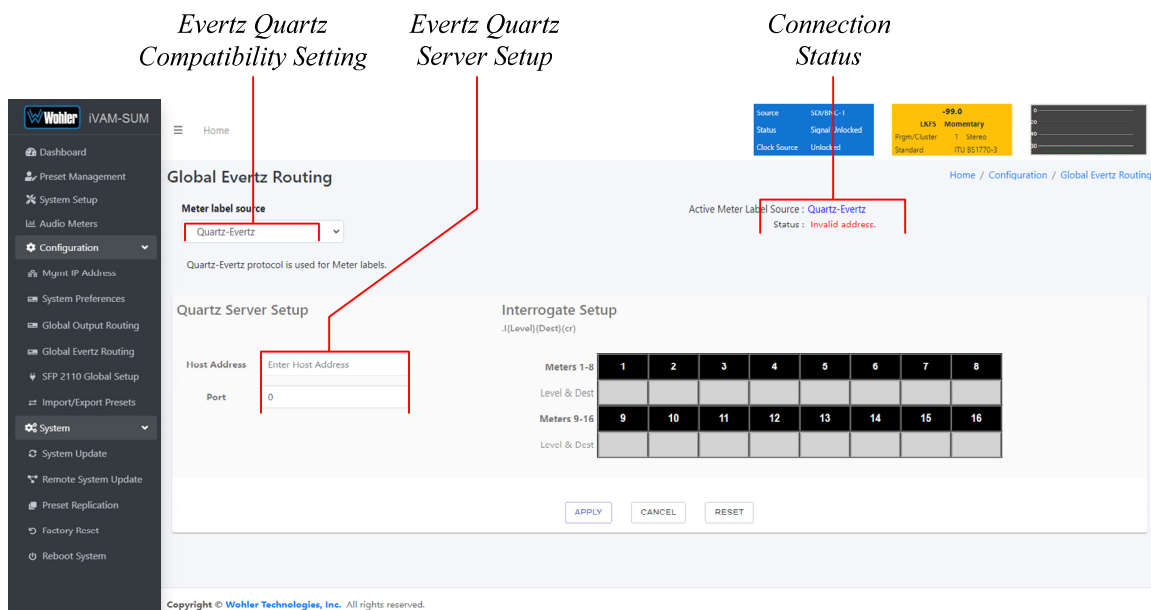 Evertz Quartz
Compatibility Setting
Evertz Quartz
Server Setup
Connection
Status
Wohler iVAM-SUM
Dashboard
Preset Management
System Setup
Audio Meters
Configuration
Mgmt IP Address
System Preferences
Global Output Routing
Global Evertz Routing
SFP 2110 Global Setup
Import/Export Presets
System
System Update
Remote System Update
Preset Replication
Factory Reset
Reboot System
Home
Source SDI/BNC-1
Status Signal Unlocked
Clock Source Unlocked
-99.0
LKFS Momentary
Prgm/Cluster 1 Stereo
Standard ITU BS1770-3
0
20
40
Global Evertz Routing
Home / Configuration / Global Evertz Routing
Meter label source
Quartz-Evertz
Active Meter Label Source : Quartz-Evertz
Status : Invalid address.
Quartz-Evertz protocol is used for Meter labels.
Quartz Server Setup
Host Address Enter Host Address
Port 0
Interrogate Setup
.I{Level}{Dest}(cr)
Meters 1-8 1 2 3 4 5 6 7 8
Level & Dest
Meters 9-16 9 10 11 12 13 14 15 16
Level & Dest
APPLY CANCEL RESET
Copyright © Wohler Technologies, Inc. All rights reserved.